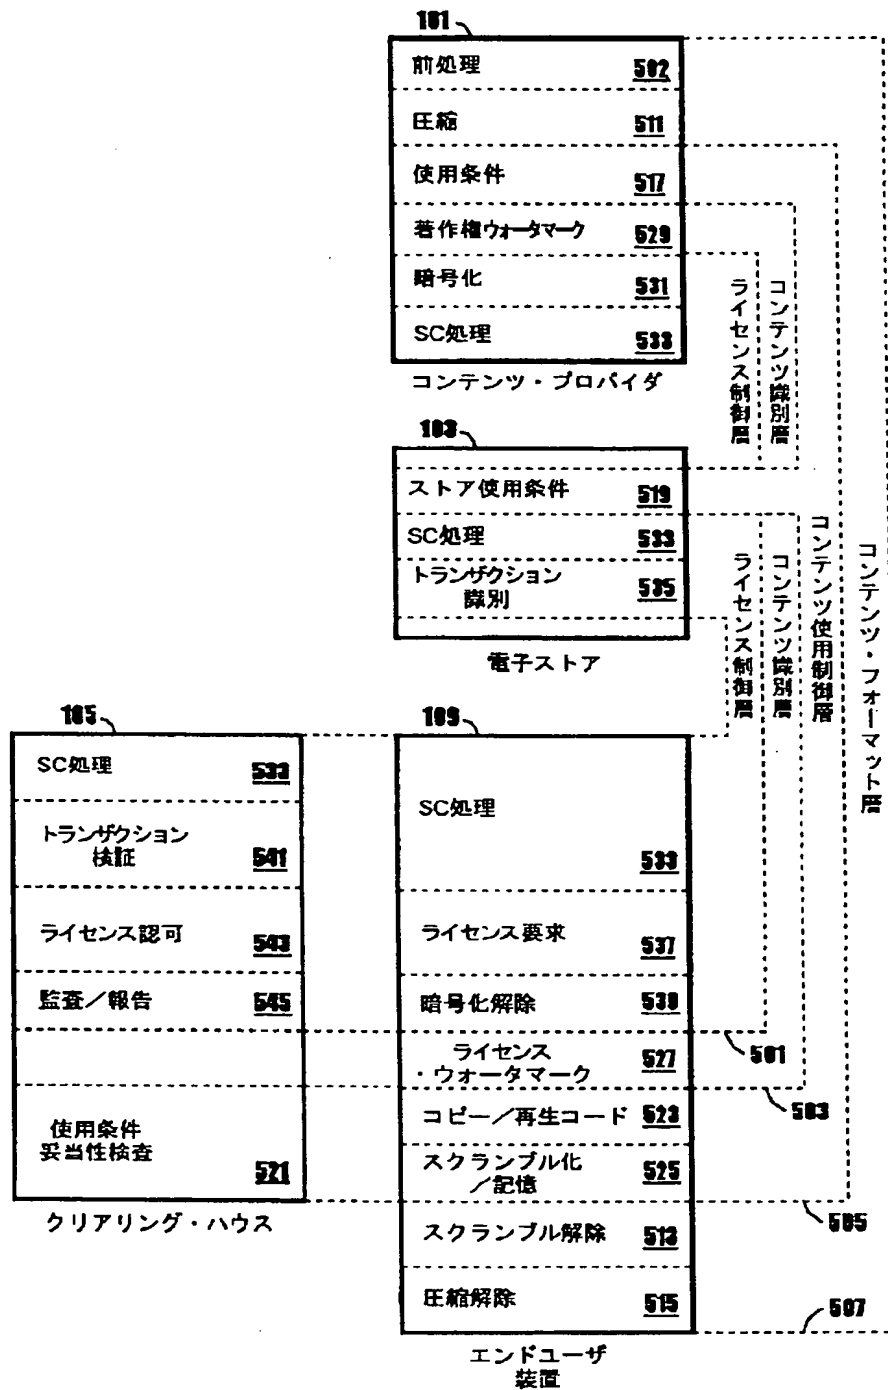 101
前処理 502
圧縮 511
使用条件 517
著作権ウォータマーク 529
暗号化 531
SC処理 533
コンテンツ・プロバイダ
ライセンス制御層
コンテンツ識別層
103
ストア使用条件 519
SC処理 533
トランザクション
識別 535
電子ストア
ライセンス制御層
コンテンツ識別層
コンテンツ使用制御層
コンテンツ・フォーマット層
105
SC処理 533
トランザクション
検証 541
ライセンス認可 543
監査/報告 545
使用条件
妥当性検査 521
クリアリング・ハウス
109
SC処理
533
ライセンス要求 537
暗号化解除 539
ライセンス
・ウォータマーク 527
コピー/再生コード 523
スクランブル化
/記憶 525
スクランブル解除 513
圧縮解除 515
エンドユーザ
装置
501
503
505
507